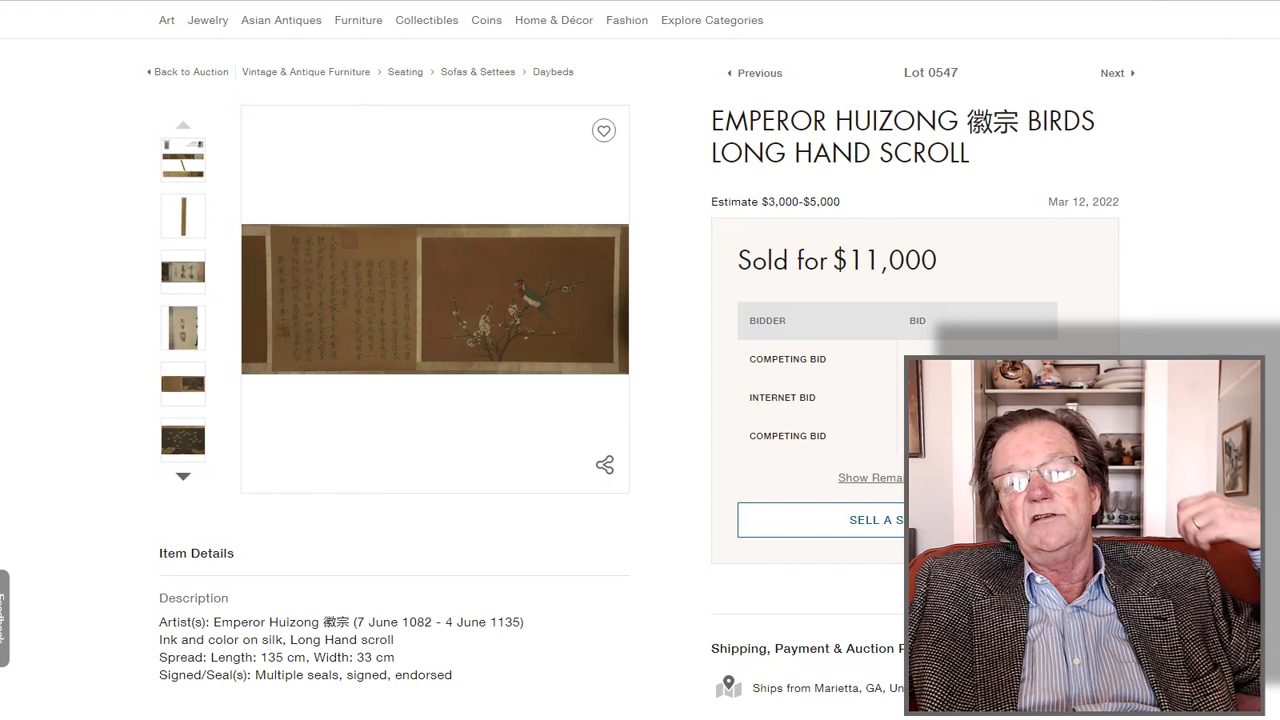 Art Jewelry Asian Antiques Furniture Collectibles Coins Home & Décor Fashion Explore Categories
Back to Auction Vintage & Antique Furniture > Seating > Sofas & Settees > Daybeds
Previous Lot 0547 Next
EMPEROR HUIZONG 徽宗 BIRDS
LONG HAND SCROLL
Estimate $3,000-$5,000 Mar 12, 2022
Sold for $11,000
BIDDER BID
COMPETING BID
INTERNET BID
COMPETING BID
Show Rema
SELL A S
Item Details
Description
Artist(s): Emperor Huizong 徽宗 (7 June 1082 - 4 June 1135)
Ink and color on silk, Long Hand scroll
Spread: Length: 135 cm, Width: 33 cm
Signed/Seal(s): Multiple seals, signed, endorsed
Shipping, Payment & Auction P
Ships from Marietta, GA, Un
Feedback